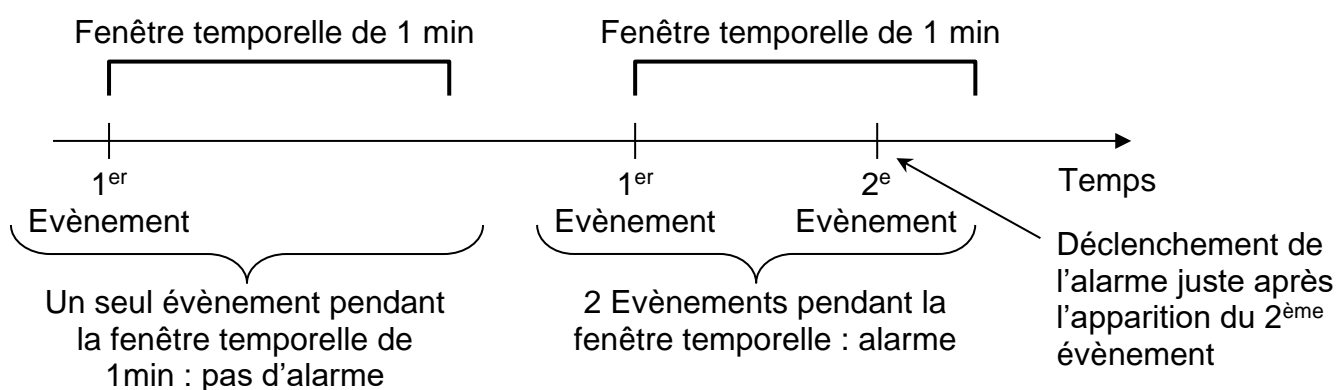 Fenêtre temporelle de 1 min
Fenêtre temporelle de 1 min
1er
Evènement
1er
Evènement
2e
Evènement
Temps
Un seul évènement pendant
la fenêtre temporelle de
1min : pas d’alarme
2 Evènements pendant la
fenêtre temporelle : alarme
Déclenchement de
l’alarme juste après
l’apparition du 2ème
évènement